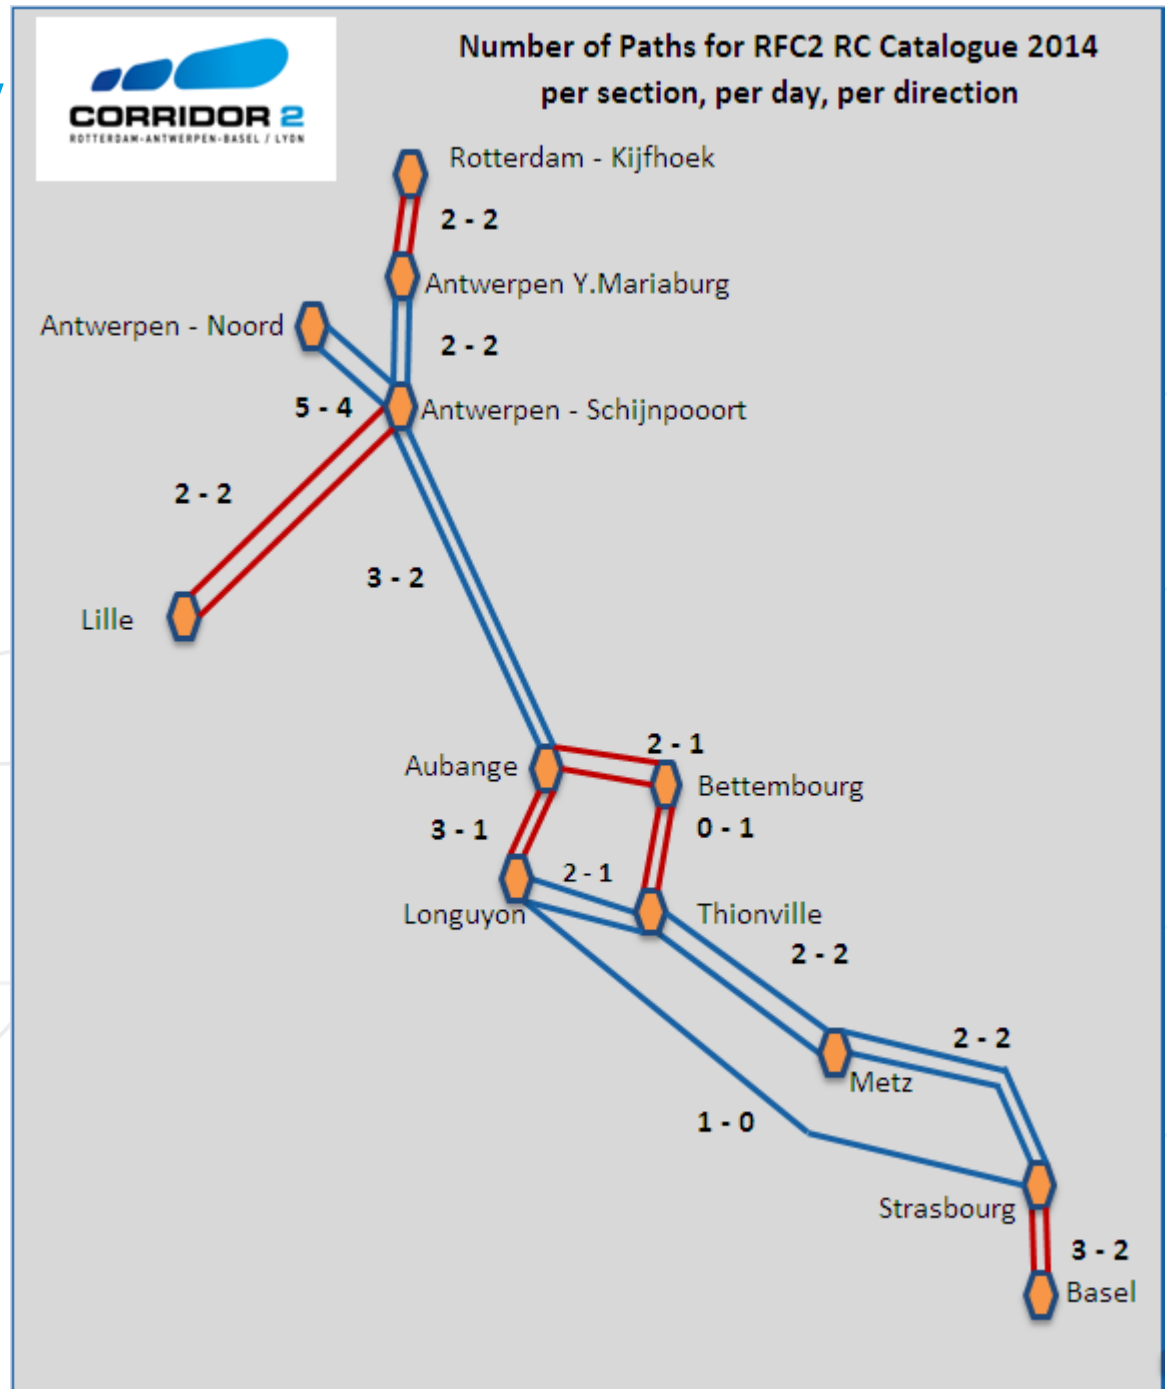 Number of Paths for RFC2 RC Catalogue 2014
per section, per day, per direction
CORRIDOR 2
ROTTERDAM-ANTWERPEN-BASEL / LYON
Rotterdam - Kijfhoek
2 - 2
Antwerpen Y.Mariaburg
Antwerpen - Noord
2 - 2
5 - 4
Antwerpen - Schijnpooort
2 - 2
3 - 2
Lille
2 - 1
Aubange
Bettembourg
3 - 1
0 - 1
2 - 1
Longuyon
Thionville
2 - 2
2 - 2
Metz
1 - 0
Strasbourg
3 - 2
Basel